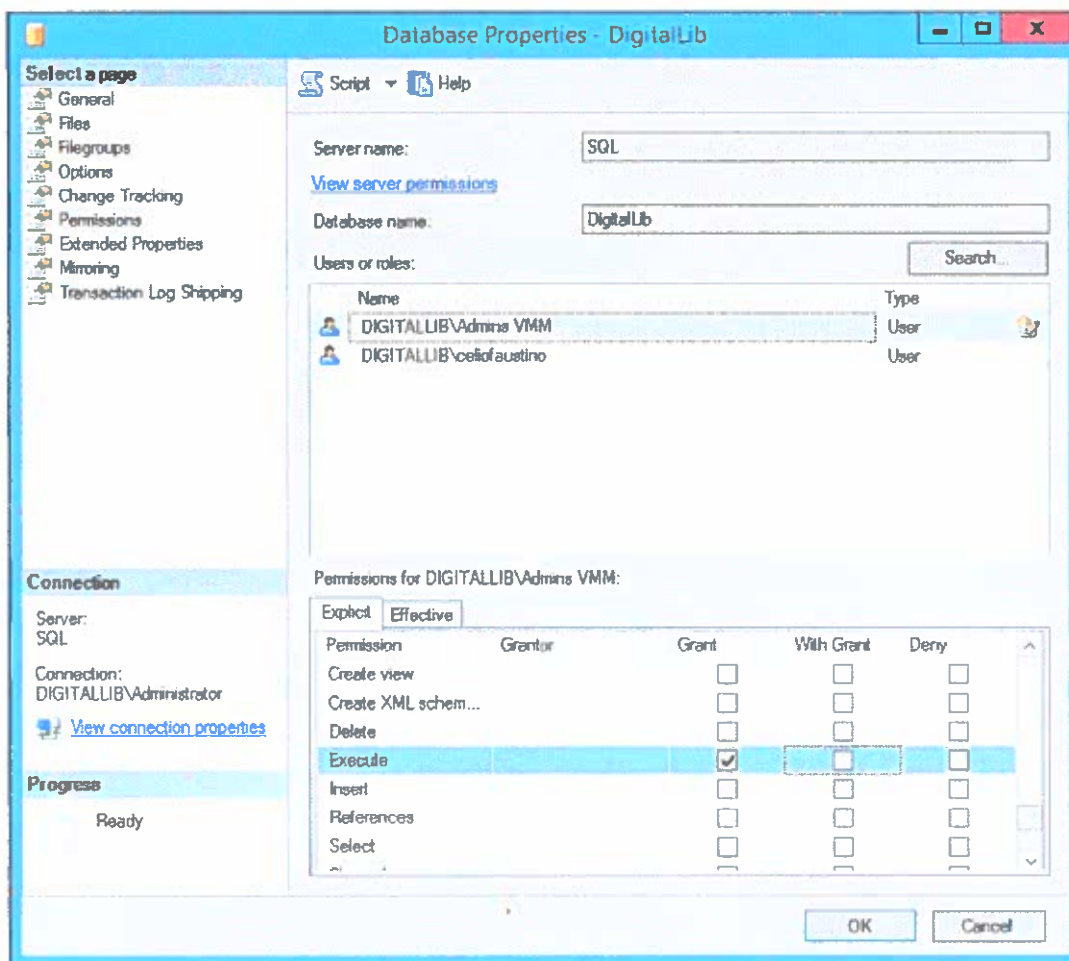 Database Properties - DigitalLib
Select a page
General
Files
Filegroups
Options
Change Tracking
Permissions
Extended Properties
Mirroring
Transaction Log Shipping
Script
Help
Server name:
SQL
View server permissions
Database name:
DigitalLib
Users or roles:
Search...
Name
Type
DIGITALLIB\Admins VMM
User
DIGITALLIB\celiofaustino
User
Connection
Server:
SQL
Connection:
DIGITALLIB\Administrator
View connection properties
Progress
Ready
Permissions for DIGITALLIB\Admins VMM:
Explicit
Effective
Permission Grantor Grant With Grant Deny
Create view
Create XML schem...
Delete
Execute
Insert
References
Select
OK
Cancel